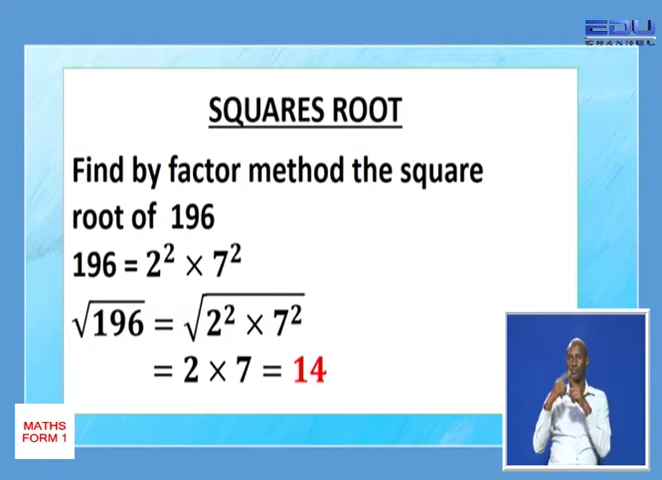 EDU
CHANNEL
SQUARES ROOT
Find by factor method the square
root of 196
196 = 2² × 7²
√196 = √(2² × 7²)
= 2 × 7 = 14
MATHS
FORM 1